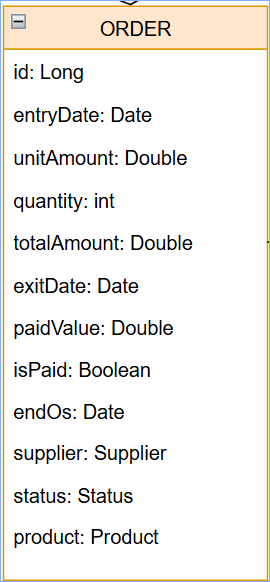 ORDER
id: Long
entryDate: Date
unitAmount: Double
quantity: int
totalAmount: Double
exitDate: Date
paidValue: Double
isPaid: Boolean
endOs: Date
supplier: Supplier
status: Status
product: Product